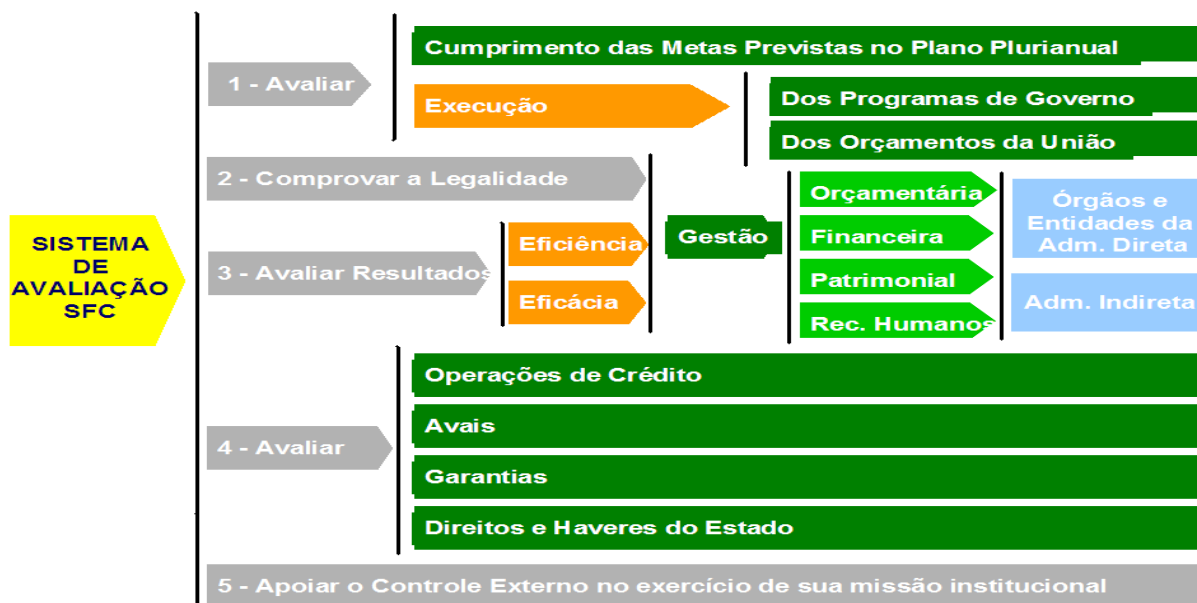 SISTEMA
DE
AVALIAÇÃO
SFC
1 - Avaliar
Cumprimento das Metas Previstas no Plano Plurianual
Execução
Dos Programas de Governo
Dos Orçamentos da União
2 - Comprovar a Legalidade
3 - Avaliar Resultados
Eficiência
Eficácia
Gestão
Orçamentária
Financeira
Patrimonial
Rec. Humanos
Órgãos e
Entidades da
Adm. Direta
Adm. Indireta
4 - Avaliar
Operações de Crédito
Avais
Garantias
Direitos e Haveres do Estado
5 - Apoiar o Controle Externo no exercício de sua missão institucional